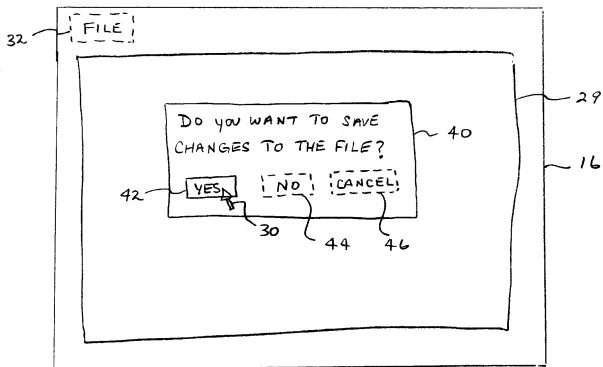 32
FILE
29
DO YOU WANT TO SAVE
CHANGES TO THE FILE?
40
16
42
YES
NO
CANCEL
30
44
46